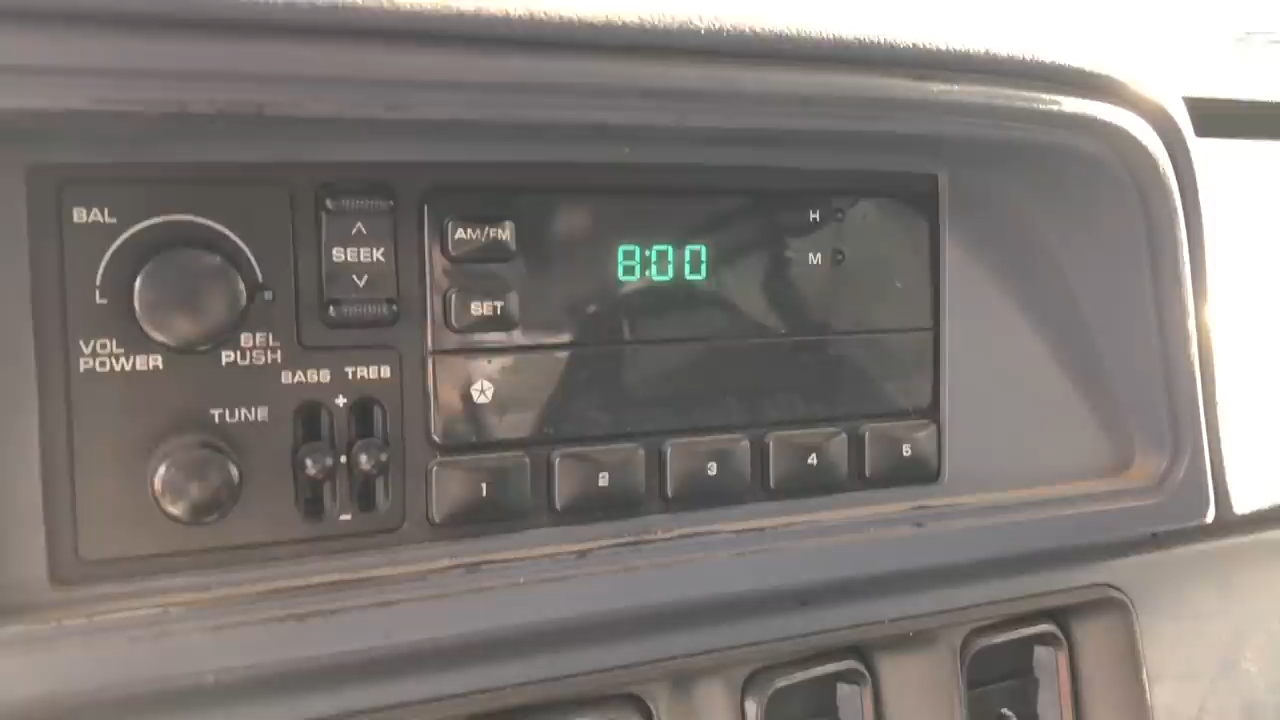 BAL
L
VOL
POWER
SEL
PUSH
SEEK
AM/FM
SET
8:00
H
M
BASS
TREB
+
-
TUNE
1
2
3
4
5